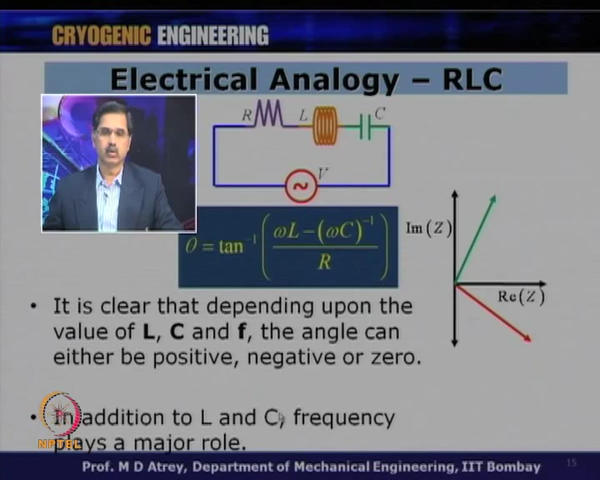 CRYOGENIC ENGINEERING
Electrical Analogy – RLC
R L C
V
θ = tan⁻¹ ( (ωL−(ωC)⁻¹) / R )
Im(Z)
Re(Z)
• It is clear that depending upon the
value of L, C and f, the angle can
either be positive, negative or zero.
• In addition to L and C, frequency
plays a major role.
NPTEL
Prof. M D Atrey, Department of Mechanical Engineering, IIT Bombay
15